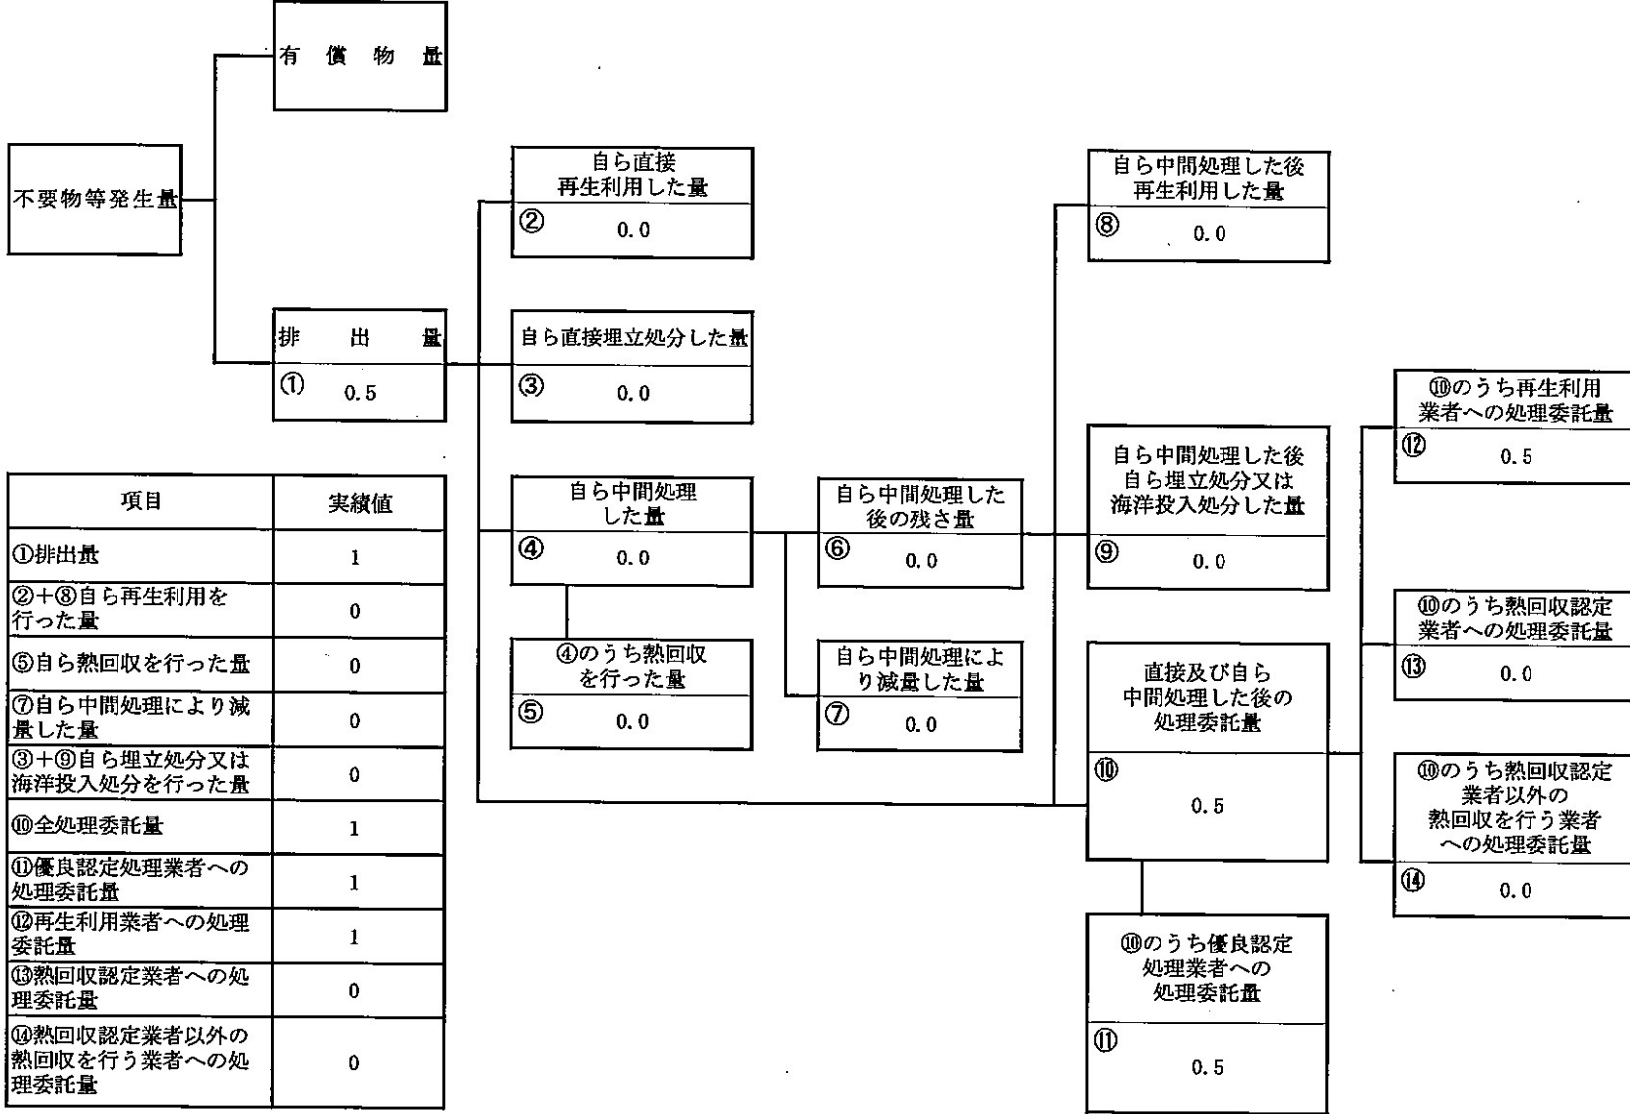 有償物量
不要物等発生量
排出量
① 0.5
自ら直接
再生利用した量
② 0.0
自ら直接埋立処分した量
③ 0.0
自ら中間処理
した量
④ 0.0
④のうち熱回収
を行った量
⑤ 0.0
自ら中間処理した
後の残さ量
⑥ 0.0
自ら中間処理によ
り減量した量
⑦ 0.0
自ら中間処理した後
再生利用した量
⑧ 0.0
自ら中間処理した後
自ら埋立処分又は
海洋投入処分した量
⑨ 0.0
直接及び自ら
中間処理した後の
処理委託量
⑩ 0.5
⑩のうち優良認定
処理業者への
処理委託量
⑪ 0.5
⑩のうち再生利用
業者への処理委託量
⑫ 0.5
⑩のうち熱回収認定
業者への処理委託量
⑬ 0.0
⑩のうち熱回収認定
業者以外の
熱回収を行う業者
への処理委託量
⑭ 0.0
項目 実績値
①排出量 1
②+⑧自ら再生利用を
行った量 0
⑤自ら熱回収を行った量 0
⑦自ら中間処理により減
量した量 0
③+⑨自ら埋立処分又は
海洋投入処分を行った量 0
⑩全処理委託量 1
⑪優良認定処理業者への
処理委託量 1
⑫再生利用業者への処理
委託量 1
⑬熱回収認定業者への処
理委託量 0
⑭熱回収認定業者以外の
熱回収を行う業者への処
理委託量 0